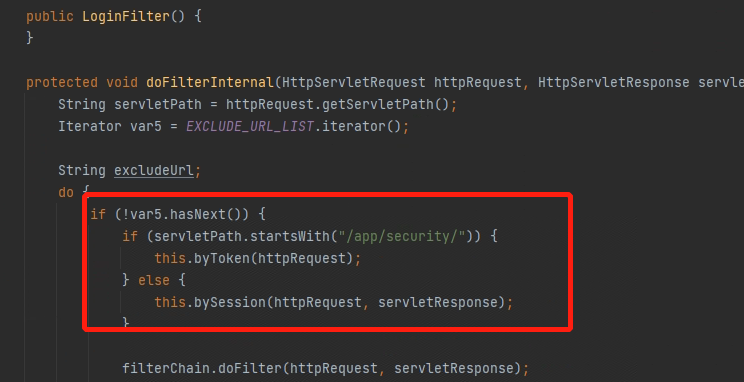 public LoginFilter() {
}
protected void doFilterInternal(HttpServletRequest httpRequest, HttpServletResponse servle
String servletPath = httpRequest.getServletPath();
Iterator var5 = EXCLUDE_URL_LIST.iterator();
String excludeUrl;
do {
if (!var5.hasNext()) {
if (servletPath.startsWith("/app/security/")) {
this.byToken(httpRequest);
} else {
this.bySession(httpRequest, servletResponse);
}
filterChain.doFilter(httpRequest, servletResponse);